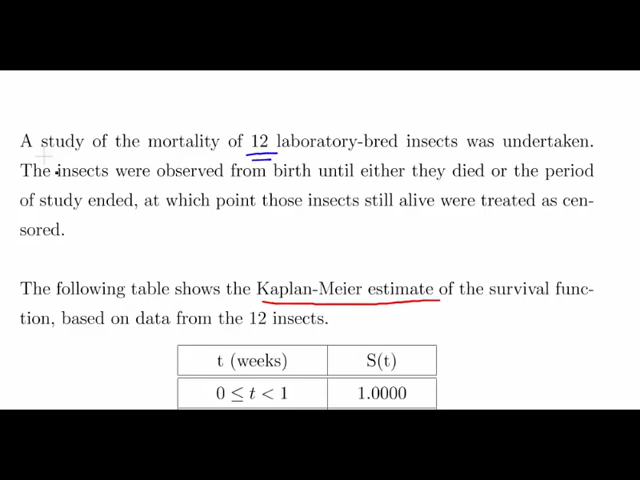 A study of the mortality of 12 laboratory-bred insects was undertaken.
The insects were observed from birth until either they died or the period
of study ended, at which point those insects still alive were treated as cen-
sored.
The following table shows the Kaplan-Meier estimate of the survival func-
tion, based on data from the 12 insects.
t (weeks) S(t)
0 ≤ t < 1 1.0000